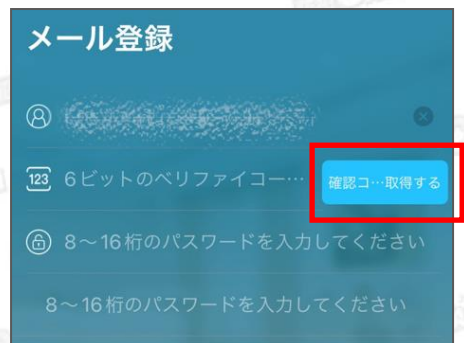 メール登録
123 6ビットのベリファイコー… 確認コ…取得する
8～16桁のパスワードを入力してください
8～16桁のパスワードを入力してください